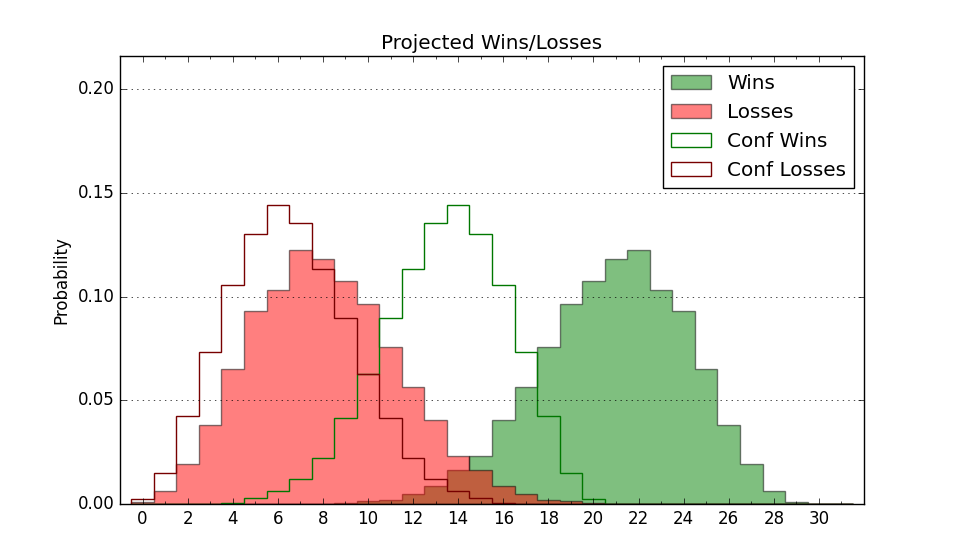 Projected Wins/Losses
0.20
0.15
0.10
0.05
0.00
Probability
Wins
Losses
Conf Wins
Conf Losses
0 2 4 6 8 10 12 14 16 18 20 22 24 26 28 30